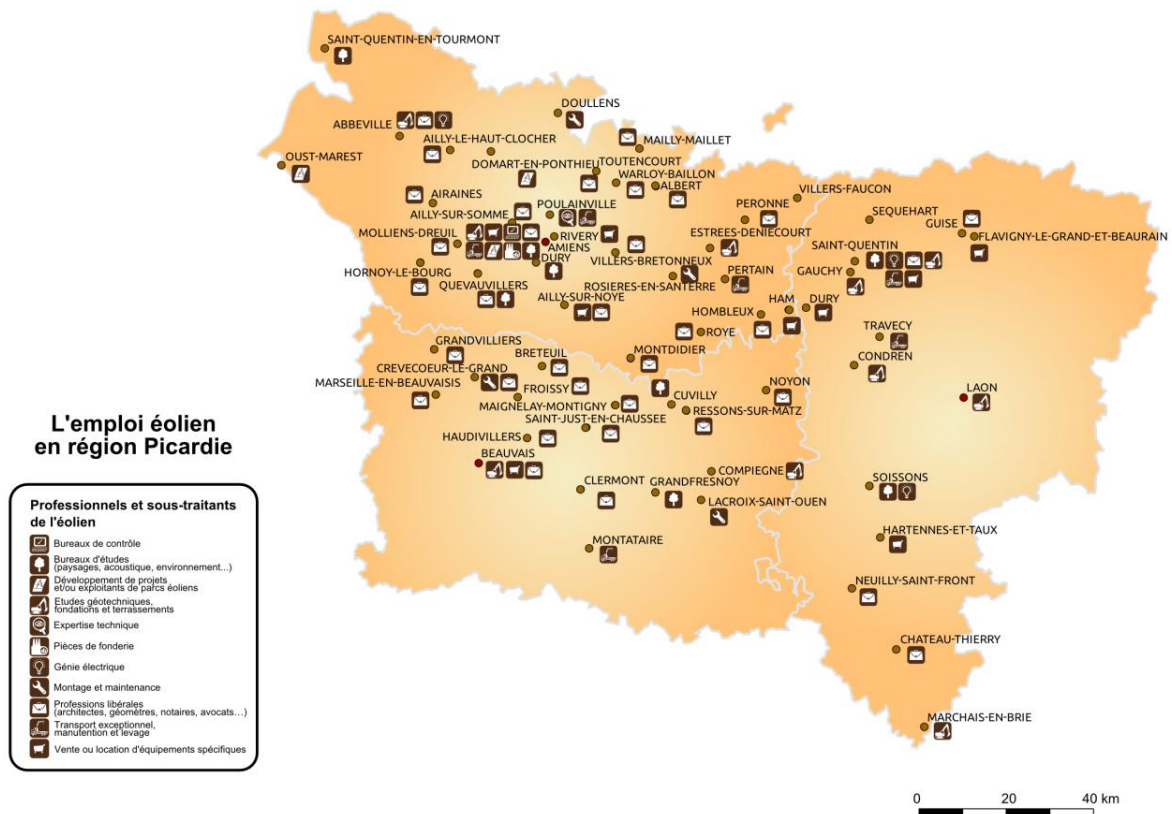 SAINT-QUENTIN-EN-TOURMONT
DOULLENS
ABBEVILLE
MAILLY-MAILLET
AILLY-LE-HAUT-CLOCHER
OUST-MAREST
DOMART-EN-PONTHIEU
TOUTENCOURT
WARLOY-BAILLON
ALBERT
VILLERS-FAUCON
AIRAINES
POULAINVILLE
PERONNE
SEQUEHART
GUISE
AILLY-SUR-SOMME
FLAVIGNY-LE-GRAND-ET-BEAURAIN
MOLLIENS-DREUIL
RIVERY
AMIENS
ESTREES-DENIECOURT
SAINT-QUENTIN
DURY
VILLERS-BRETONNEUX
GAUCHY
HORNOY-LE-BOURG
PERTAIN
QUEVAUVILLERS
ROSIERES-EN-SANTERRE
AILLY-SUR-NOYE
HAM
DURY
HOMBLEUX
ROYE
TRAVECY
GRANDVILLIERS
BRETEUIL
MONTDIDIER
CONDREN
CREVECOEUR-LE-GRAND
MARSEILLE-EN-BEAUVAISIS
FROISSY
NOYON
LAON
CUVILLY
MAIGNELAY-MONTIGNY
RESSONS-SUR-MATZ
SAINT-JUST-EN-CHAUSSEE
HAUDIVILLERS
BEAUVAIS
COMPIEGNE
SOISSONS
CLERMONT
GRANDFRESNOY
LACROIX-SAINT-OUEN
HARTENNES-ET-TAUX
MONTATAIRE
NEUILLY-SAINT-FRONT
CHATEAU-THIERRY
MARCHAIS-EN-BRIE
L'emploi éolien
en région Picardie
Professionnels et sous-traitants
de l'éolien
Bureaux de contrôle
Bureaux d'études
(paysages, acoustique, environnement...)
Développement de projets
et/ou exploitants de parcs éoliens
Etudes géotechniques,
fondations et terrassements
Expertise technique
Pièces de fonderie
Génie électrique
Montage et maintenance
Professions libérales
(architectes, géomètres, notaires, avocats...)
Transport exceptionnel,
manutention et levage
Vente ou location d'équipements spécifiques
0 20 40 km